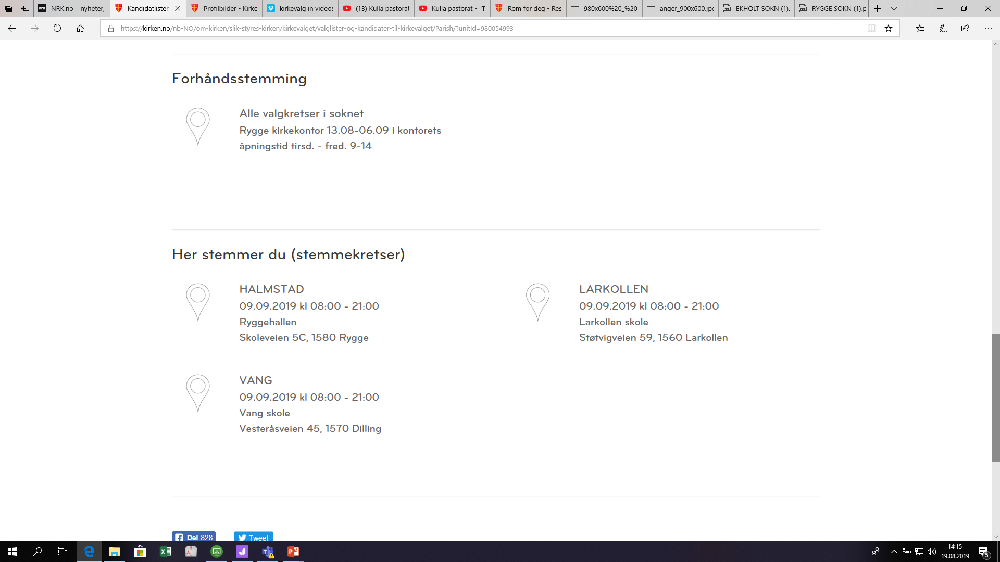 NRK.no – nyheter,
Kandidatlister
Profilbilder - Kirke
kirkevalg in videos
(13) Kulla pastorat
Kulla pastorat - "T
Rom for deg - Res
980x600%20_%20
anger_900x600.jpg
EKHOLT SOKN (1).
RYGGE SOKN (1).p
https://kirken.no/nb-NO/om-kirken/slik-styres-kirken/kirkevalget/valglister-og-kandidater-til-kirkevalget/Parish/?unitId=980054993
Forhåndsstemming
Alle valgkretser i soknet
Rygge kirkekontor 13.08-06.09 i kontorets
åpningstid tirsd. - fred. 9-14
Her stemmer du (stemmekretser)
HALMSTAD
09.09.2019 kl 08:00 - 21:00
Ryggehallen
Skoleveien 5C, 1580 Rygge
LARKOLLEN
09.09.2019 kl 08:00 - 21:00
Larkollen skole
Støtvigveien 59, 1560 Larkollen
VANG
09.09.2019 kl 08:00 - 21:00
Vang skole
Vesteråsveien 45, 1570 Dilling
Del 828
Tweet
14:15
19.08.2019
5